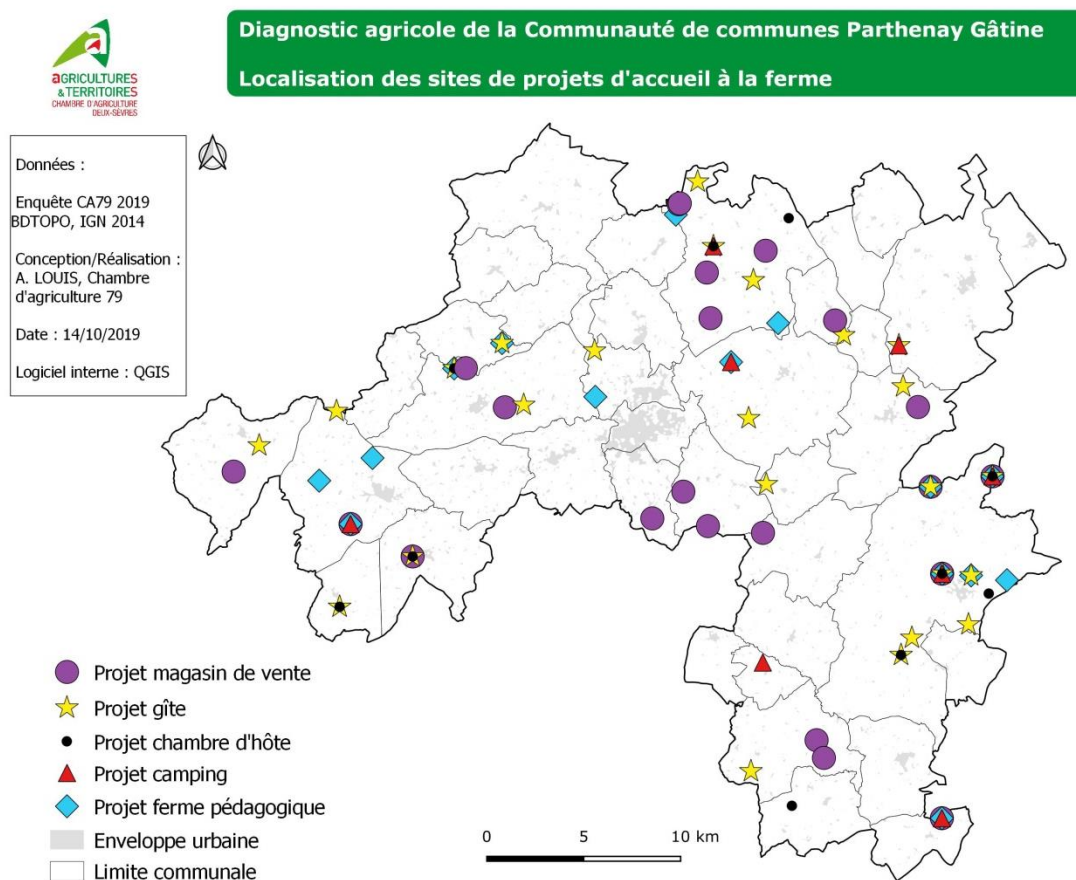 Diagnostic agricole de la Communauté de communes Parthenay Gâtine
Localisation des sites de projets d'accueil à la ferme
a
AGRICULTURES
& TERRITOIRES
CHAMBRE D'AGRICULTURE
DEUX-SÈVRES
Données :
Enquête CA79 2019
BDTOPO, IGN 2014
Conception/Réalisation :
A. LOUIS, Chambre
d'agriculture 79
Date : 14/10/2019
Logiciel interne : QGIS
Projet magasin de vente
Projet gîte
Projet chambre d'hôte
Projet camping
Projet ferme pédagogique
Enveloppe urbaine
Limite communale
0 5 10 km